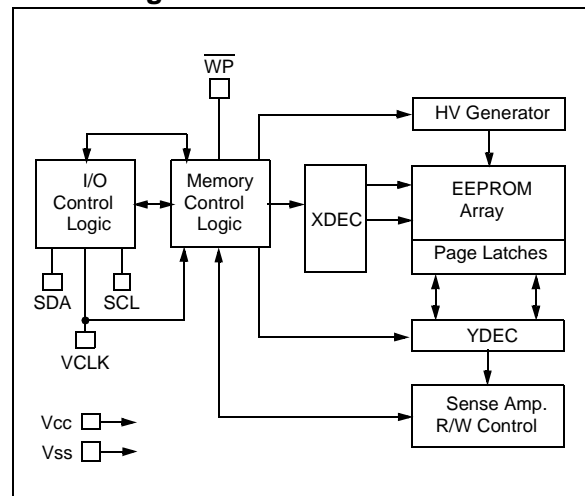 WP
HV Generator
I/O
Control
Logic
Memory
Control
Logic
XDEC
EEPROM
Array
Page Latches
SDA
SCL
VCLK
YDEC
Sense Amp.
R/W Control
Vcc
Vss